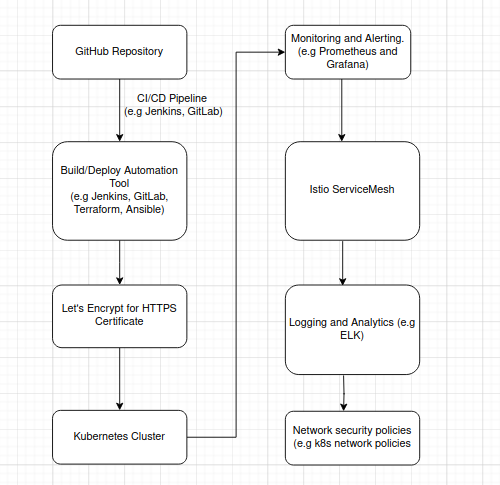 GitHub Repository
CI/CD Pipeline
(e.g Jenkins, GitLab)
Build/Deploy Automation
Tool
(e.g Jenkins, GitLab,
Terraform, Ansible)
Let's Encrypt for HTTPS
Certificate
Kubernetes Cluster
Monitoring and Alerting.
(e.g Prometheus and
Grafana)
Istio ServiceMesh
Logging and Analytics (e.g
ELK)
Network security policies
(e.g k8s network policies